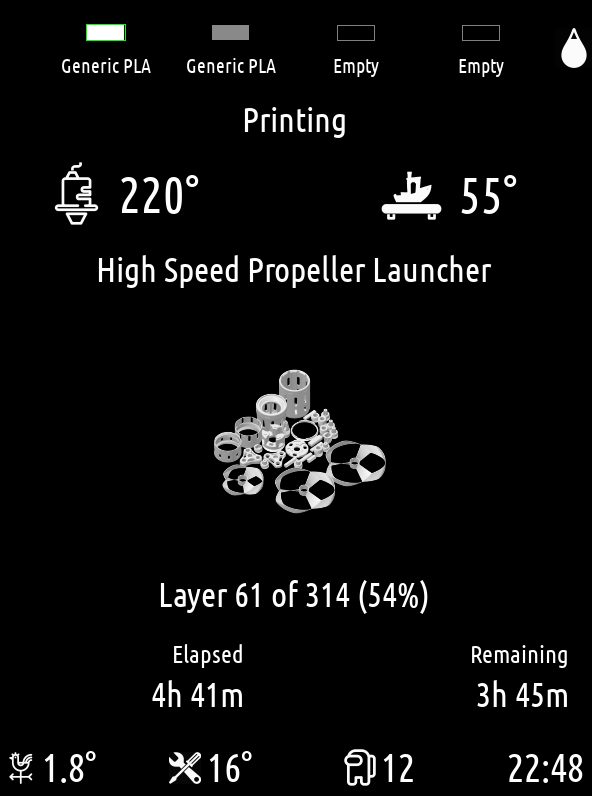 Generic PLA Generic PLA Empty Empty
Printing
220° 55°
High Speed Propeller Launcher
Layer 61 of 314 (54%)
Elapsed Remaining
4h 41m 3h 45m
1.8° 16° 12 22:48